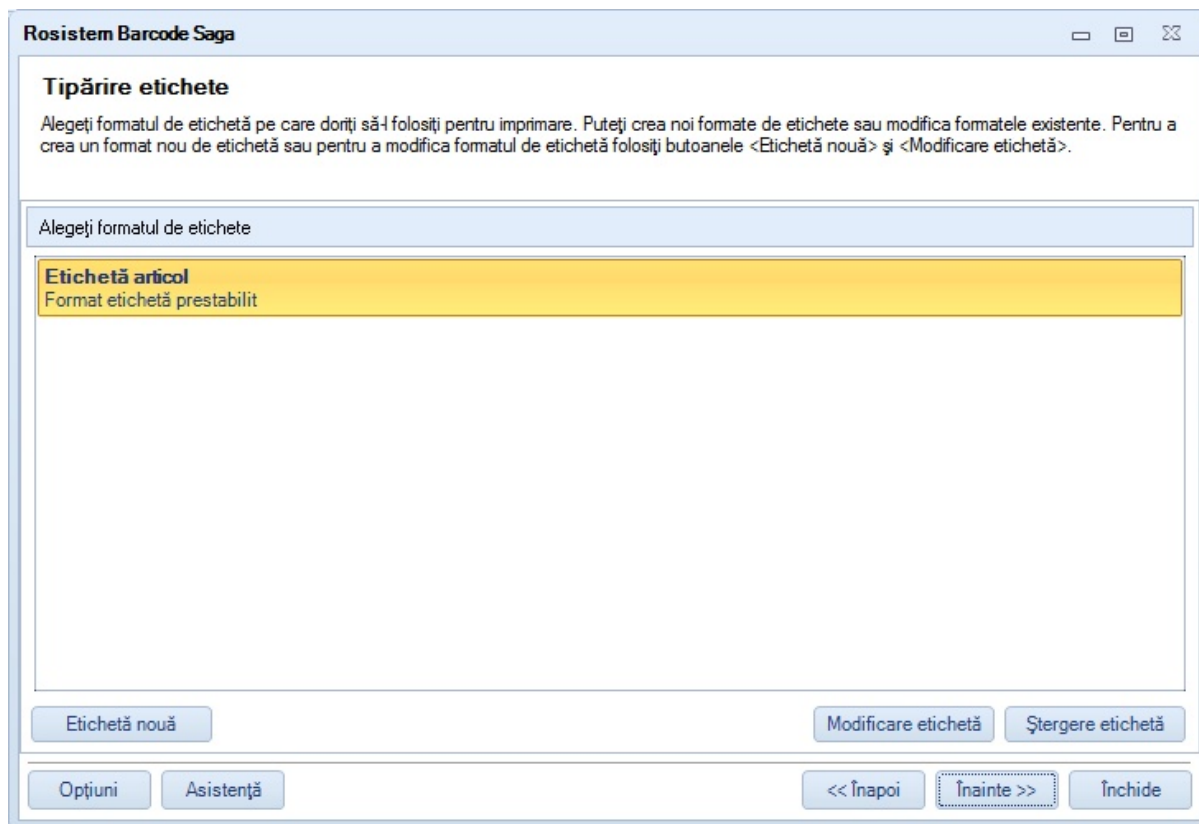 Rosistem Barcode Saga
Tipărire etichete
Alegeţi formatul de etichetă pe care doriţi să-l folosiţi pentru imprimare. Puteţi crea noi formate de etichete sau modifica formatele existente. Pentru a
crea un format nou de etichetă sau pentru a modifica formatul de etichetă folosiţi butoanele <Etichetă nouă> şi <Modificare etichetă>.
Alegeţi formatul de etichete
Etichetă articol
Format etichetă prestabilit
Etichetă nouă
Modificare etichetă
Ştergere etichetă
Opţiuni
Asistenţă
<< Înapoi
Înainte >>
Închide